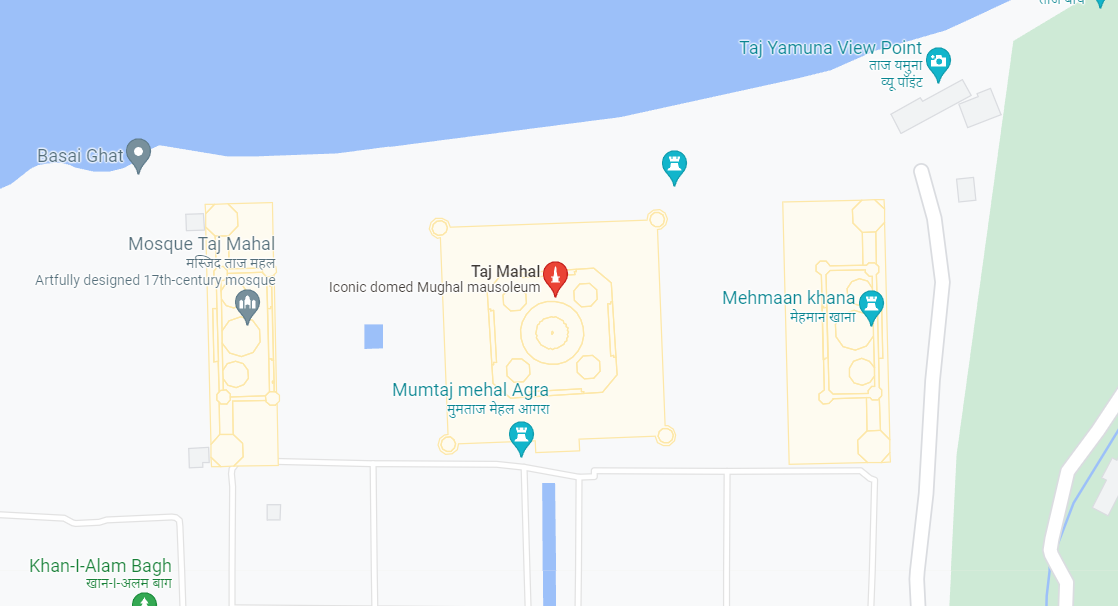 ताज बाघ
Taj Yamuna View Point
ताज यमुना
व्यू पॉइंट
Basai Ghat
Mosque Taj Mahal
मस्जिद ताज महल
Artfully designed 17th-century mosque
Taj Mahal
Iconic domed Mughal mausoleum
Mehmaan khana
मेहमान खाना
Mumtaj mehal Agra
मुमताज मेहल आगरा
Khan-I-Alam Bagh
खान-I-अलम बाग